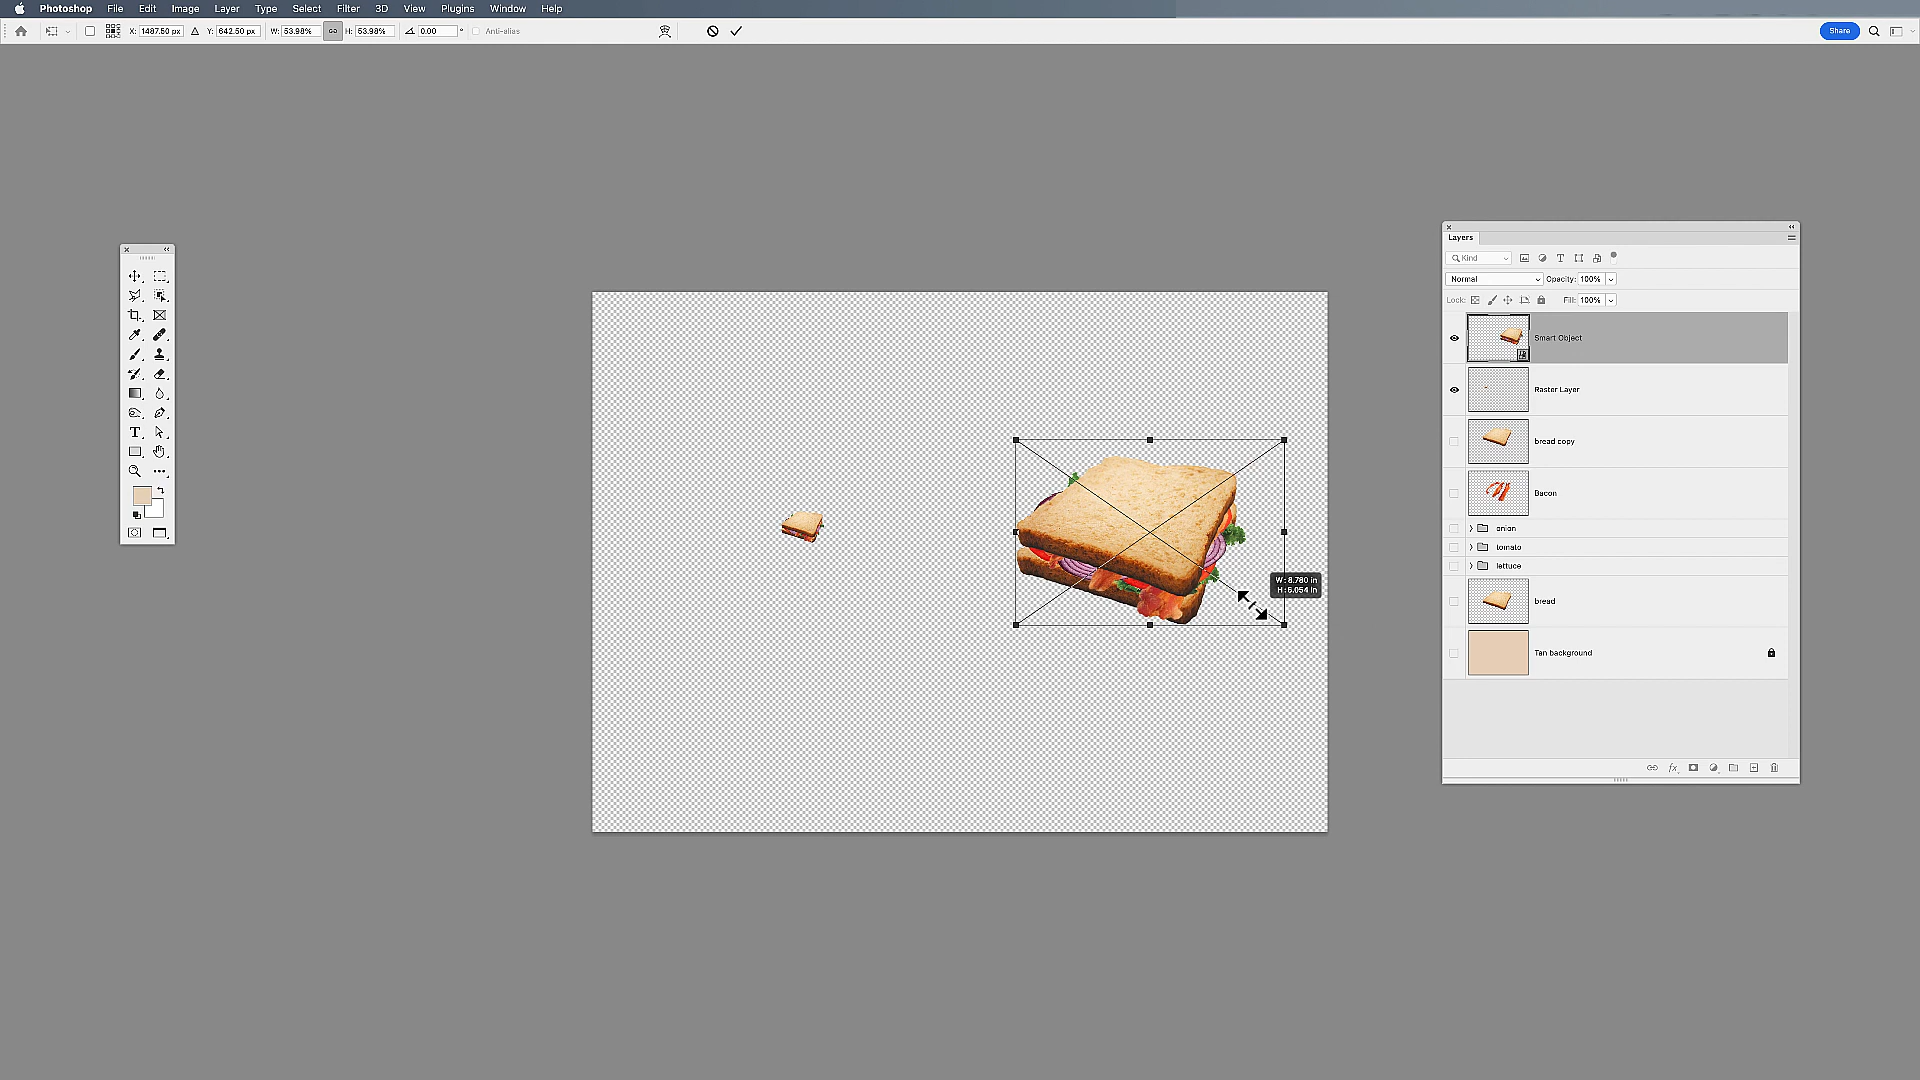 Photoshop File Edit Image Layer Type Select Filter 3D View Plugins Window Help
X: 1487.50 px Y: 642.50 px W: 53.98% H: 53.98% 0.00 ° Anti-alias Share
Layers
Kind
Normal Opacity: 100%
Lock: Fill: 100%
Smart Object
Raster Layer
bread copy
Bacon
onion
tomato
lettuce
bread
Tan background
W: 8.780 in
H: 6.054 in